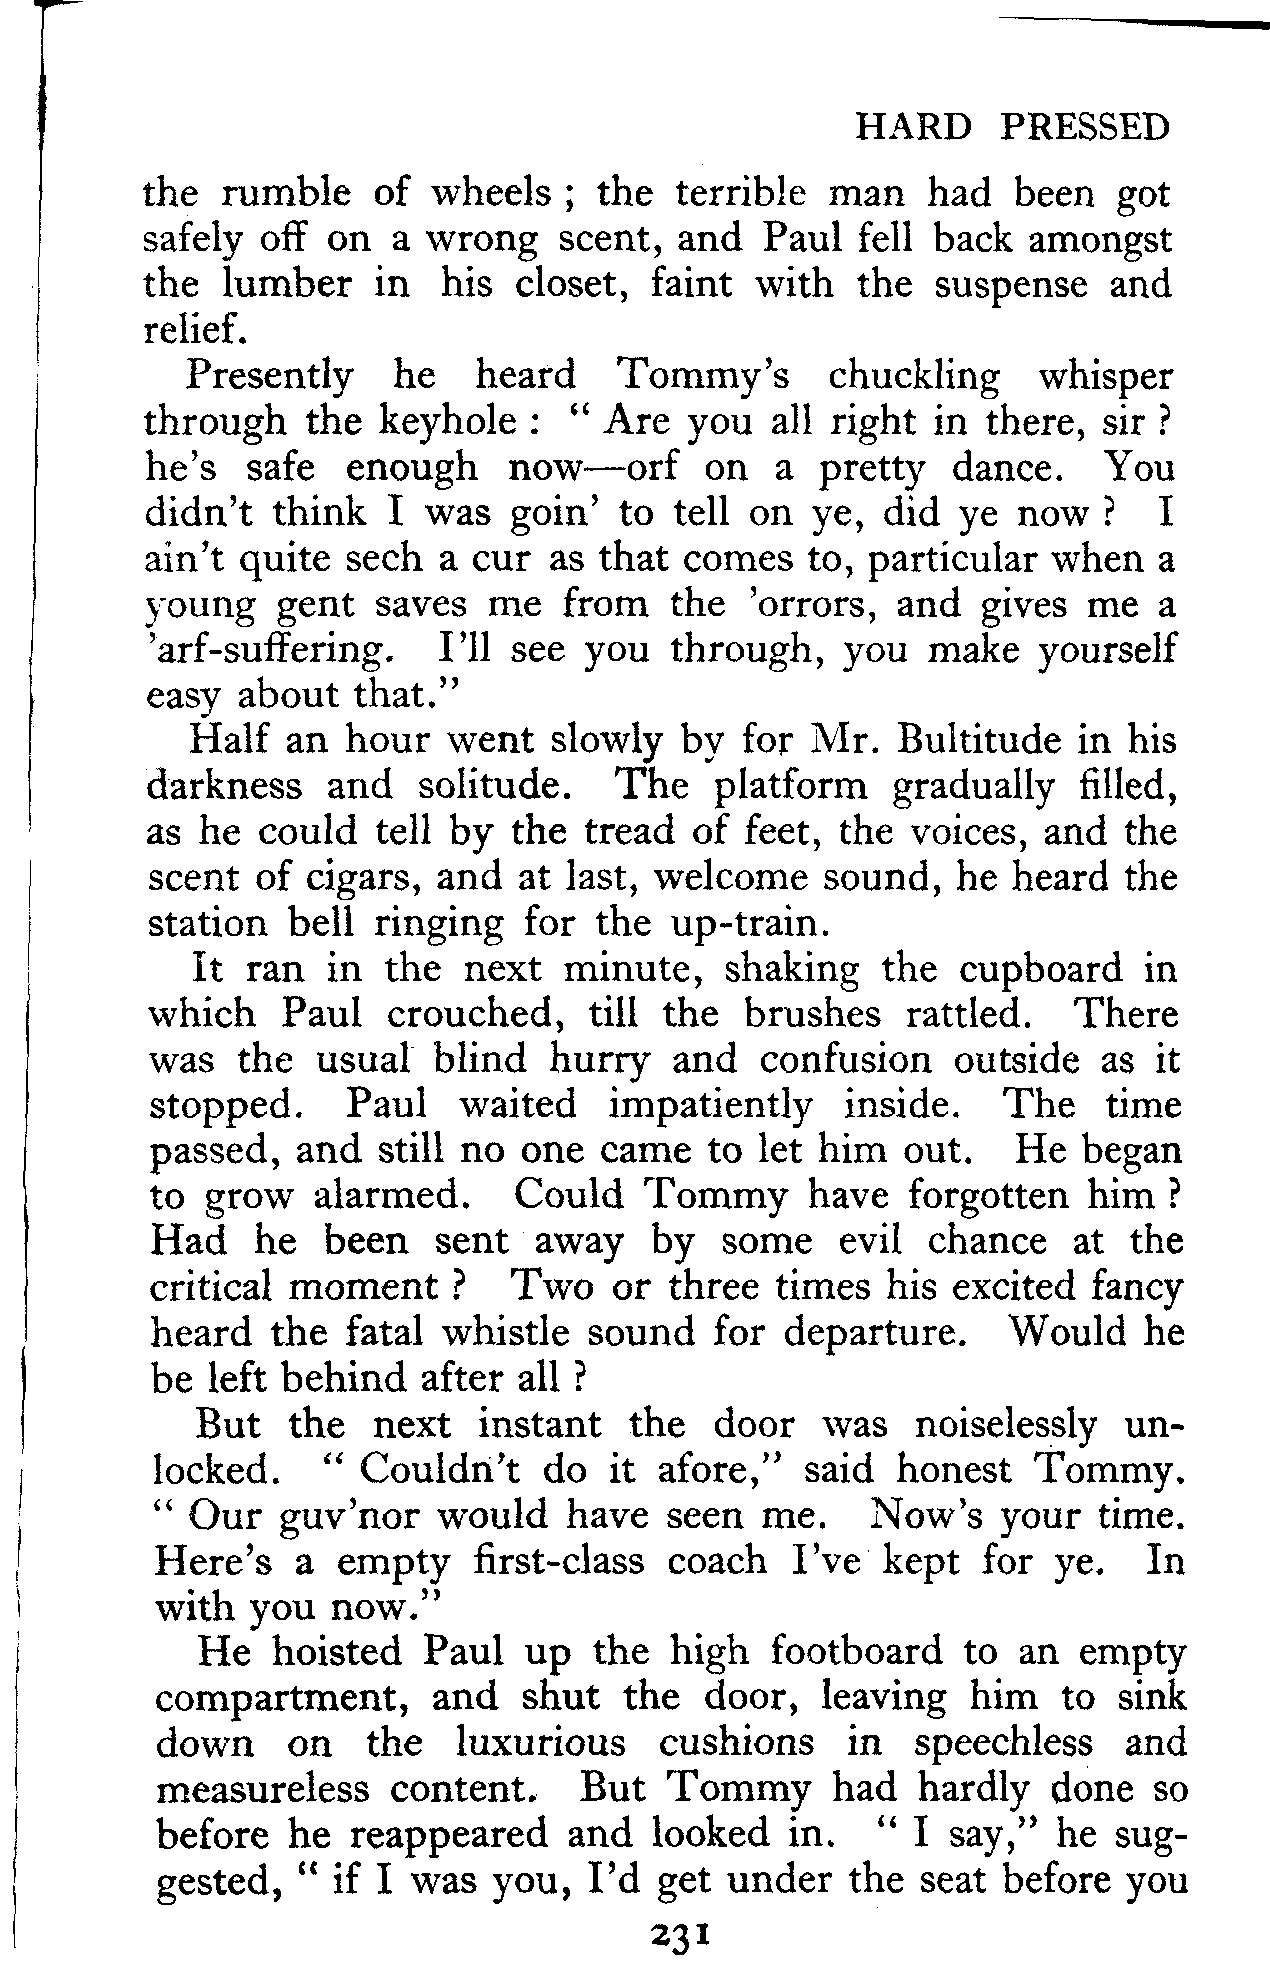 HARD PRESSED
the rumble of wheels ; the terrible man had been got
safely off on a wrong scent, and Paul fell back amongst
the lumber in his closet, faint with the suspense and
relief.
Presently he heard Tommy's chuckling whisper
through the keyhole : " Are you all right in there, sir ?
he's safe enough now—orf on a pretty dance. You
didn't think I was goin' to tell on ye, did ye now ? I
ain't quite sech a cur as that comes to, particular when a
young gent saves me from the 'orrors, and gives me a
'arf-suffering. I'll see you through, you make yourself
easy about that."
Half an hour went slowly by for Mr. Bultitude in his
darkness and solitude. The platform gradually filled,
as he could tell by the tread of feet, the voices, and the
scent of cigars, and at last, welcome sound, he heard the
station bell ringing for the up-train.
It ran in the next minute, shaking the cupboard in
which Paul crouched, till the brushes rattled. There
was the usual blind hurry and confusion outside as it
stopped. Paul waited impatiently inside. The time
passed, and still no one came to let him out. He began
to grow alarmed. Could Tommy have forgotten him ?
Had he been sent away by some evil chance at the
critical moment ? Two or three times his excited fancy
heard the fatal whistle sound for departure. Would he
be left behind after all ?
But the next instant the door was noiselessly un-
locked. " Couldn't do it afore," said honest Tommy.
" Our guv'nor would have seen me. Now's your time.
Here's a empty first-class coach I've kept for ye. In
with you now."
He hoisted Paul up the high footboard to an empty
compartment, and shut the door, leaving him to sink
down on the luxurious cushions in speechless and
measureless content. But Tommy had hardly done so
before he reappeared and looked in. " I say," he sug-
gested, " if I was you, I'd get under the seat before you
231